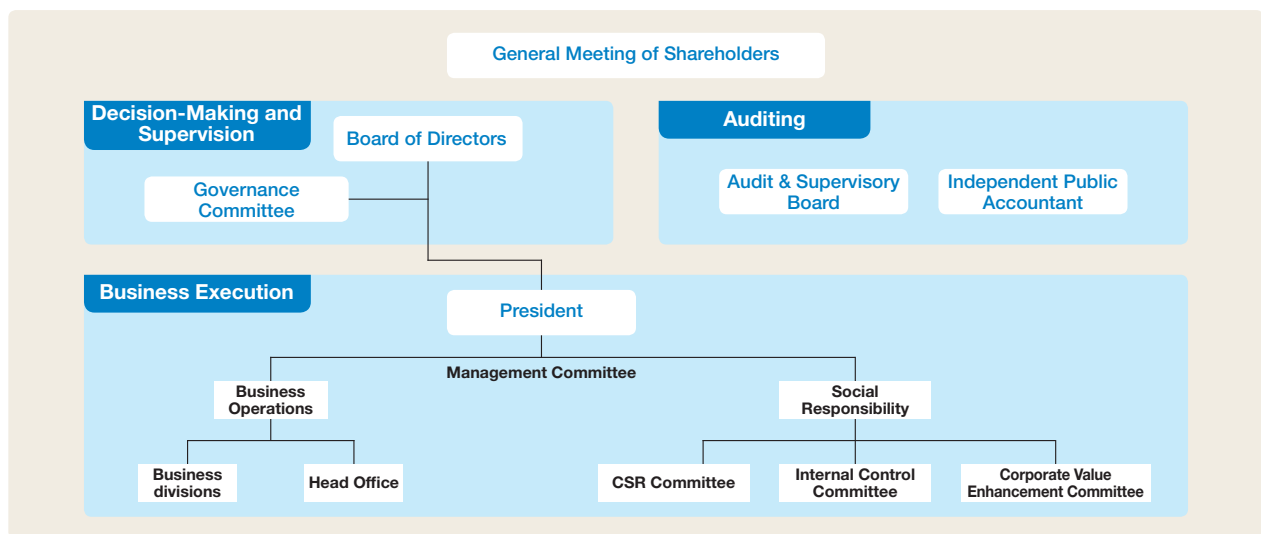 General Meeting of Shareholders
Decision-Making and
Supervision
Board of Directors
Governance
Committee
Auditing
Audit & Supervisory
Board
Independent Public
Accountant
Business Execution
President
Management Committee
Business
Operations
Social
Responsibility
Business
divisions
Head Office
CSR Committee
Internal Control
Committee
Corporate Value
Enhancement Committee